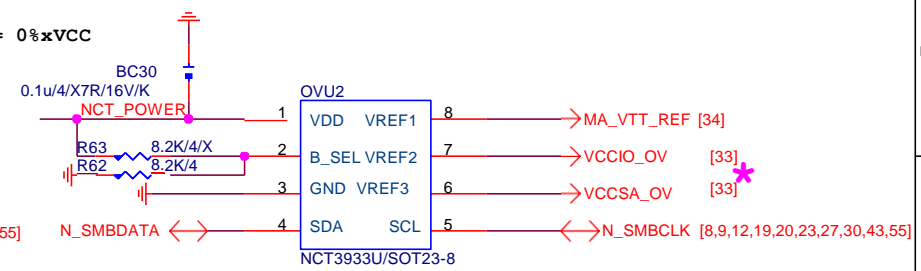 = 0%xVCC
BC30
0.1u/4/X7R/16V/K
NCT_POWER
OVU2
1 VDD VREF1 8 MA_VTT_REF [34]
R63 8.2K/4/X
2 B_SEL VREF2 7 VCCIO_OV [33]
R62 8.2K/4
3 GND VREF3 6 VCCSA_OV [33]
55] N_SMBDATA 4 SDA SCL 5 N_SMBCLK [8,9,12,19,20,23,27,30,43,55]
NCT3933U/SOT23-8